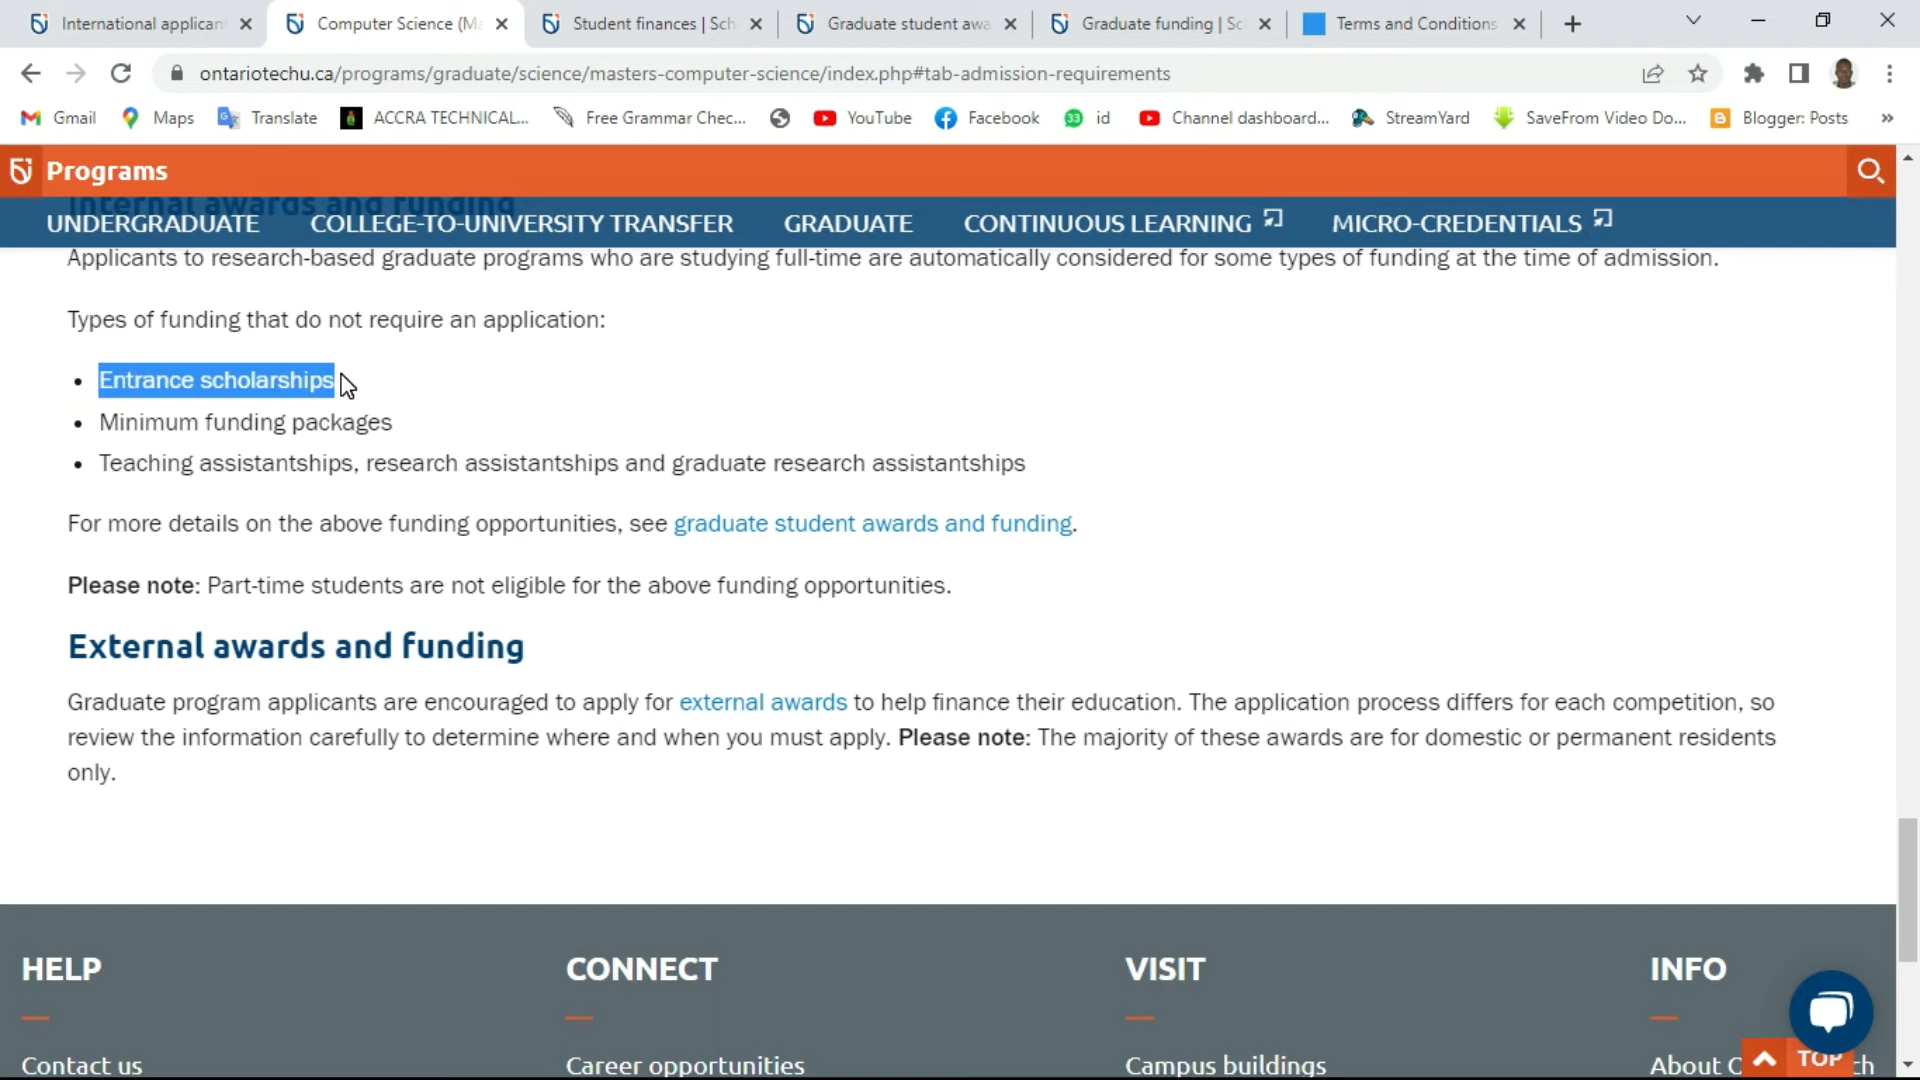 International applican
Computer Science (Ma
Student finances | Sch
Graduate student awa
Graduate funding | Sc
Terms and Conditions
ontariotechu.ca/programs/graduate/science/masters-computer-science/index.php#tab-admission-requirements
Gmail
Maps
Translate
ACCRA TECHNICAL...
Free Grammar Chec...
YouTube
Facebook
33
id
Channel dashboard...
StreamYard
SaveFrom Video Do...
Blogger: Posts
»
Programs
Internal awards and funding
UNDERGRADUATE
COLLEGE-TO-UNIVERSITY TRANSFER
GRADUATE
CONTINUOUS LEARNING
MICRO-CREDENTIALS
Applicants to research-based graduate programs who are studying full-time are automatically considered for some types of funding at the time of admission.
Types of funding that do not require an application:
• Entrance scholarships
• Minimum funding packages
• Teaching assistantships, research assistantships and graduate research assistantships
For more details on the above funding opportunities, see graduate student awards and funding.
Please note: Part-time students are not eligible for the above funding opportunities.
External awards and funding
Graduate program applicants are encouraged to apply for external awards to help finance their education. The application process differs for each competition, so
review the information carefully to determine where and when you must apply. Please note: The majority of these awards are for domestic or permanent residents
only.
HELP
CONNECT
VISIT
INFO
Contact us
Career opportunities
Campus buildings
About O
ch
TOP